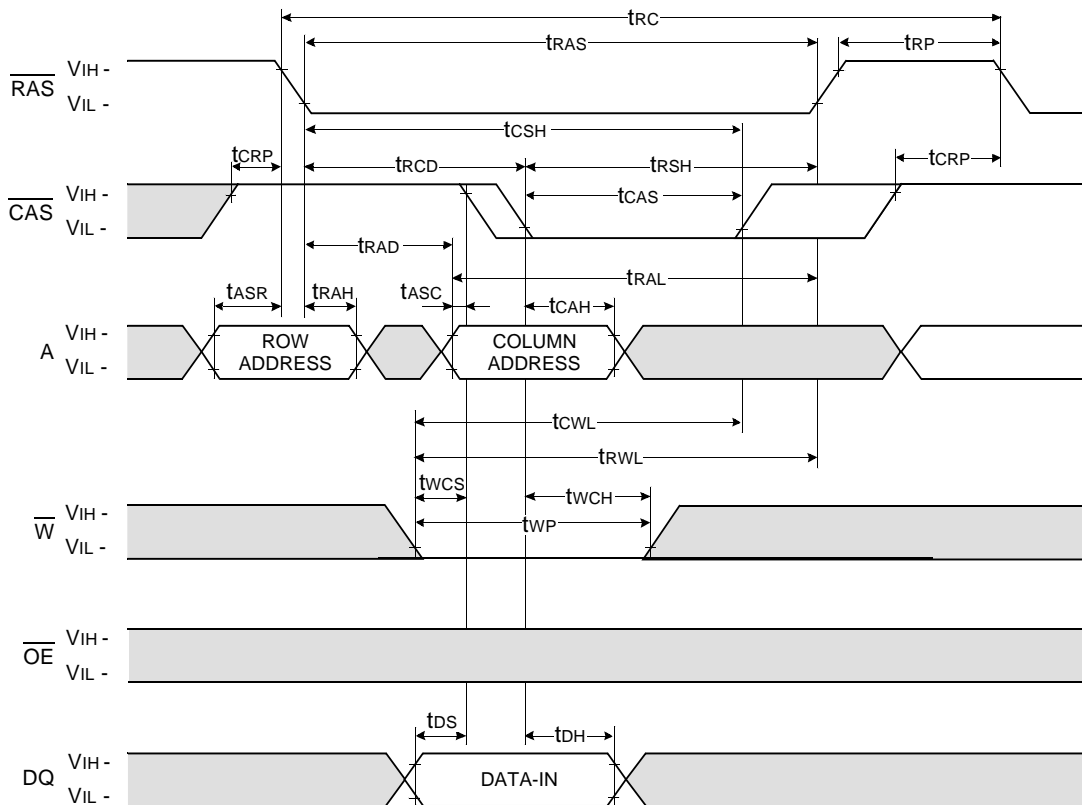 tRC
tRAS
tRP
RAS
VIH -
VIL -
tCSH
tCRP
tRCD
tRSH
tCRP
CAS
VIH -
VIL -
tCAS
tRAD
tRAL
tASR
tRAH
tASC
tCAH
A
VIH -
VIL -
ROW
ADDRESS
COLUMN
ADDRESS
tCWL
tRWL
tWCS
tWCH
tWP
W
VIH -
VIL -
OE
VIH -
VIL -
tDS
tDH
DQ
VIH -
VIL -
DATA-IN